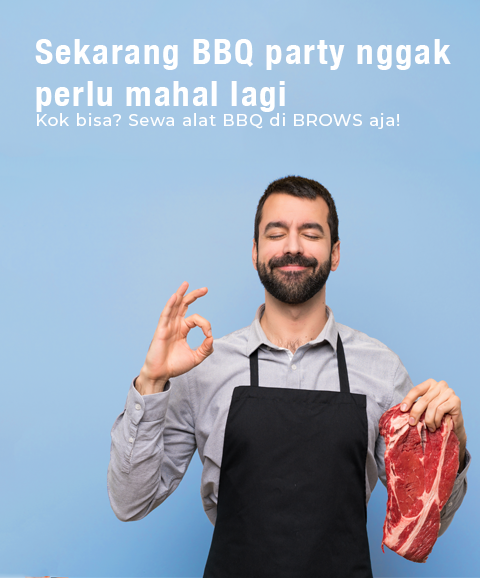 Sekarang BBQ party nggak
perlu mahal lagi
Kok bisa? Sewa alat BBQ di BROWS aja!